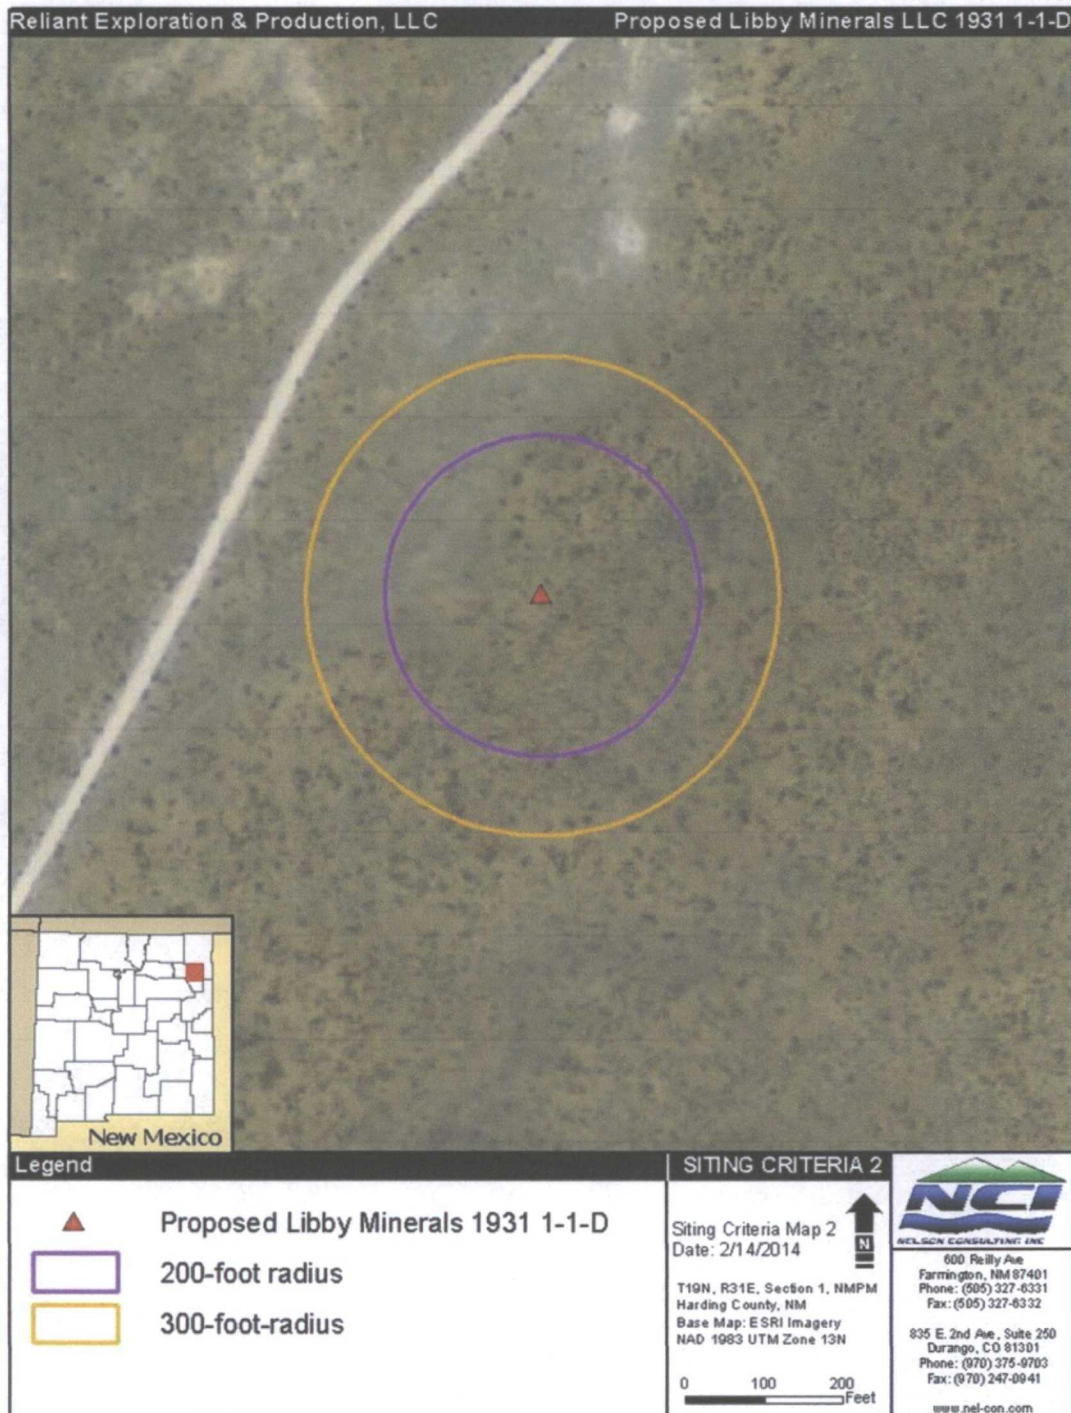 Reliant Exploration & Production, LLC
Proposed Libby Minerals LLC 1931 1-1-D
New Mexico
Legend
Proposed Libby Minerals 1931 1-1-D
200-foot radius
300-foot-radius
SITING CRITERIA 2
Siting Criteria Map 2
Date: 2/14/2014
N
T19N, R31E, Section 1, NMPM
Harding County, NM
Base Map: ESRI Imagery
NAD 1983 UTM Zone 13N
0 100 200
Feet
NCI
NELSON CONSULTING INC
600 Reilly Ave
Farmington, NM 87401
Phone: (505) 327-6331
Fax: (505) 327-6332
835 E. 2nd Ave, Suite 250
Durango, CO 81301
Phone: (970) 375-9703
Fax: (970) 247-0941
www.nel-con.com